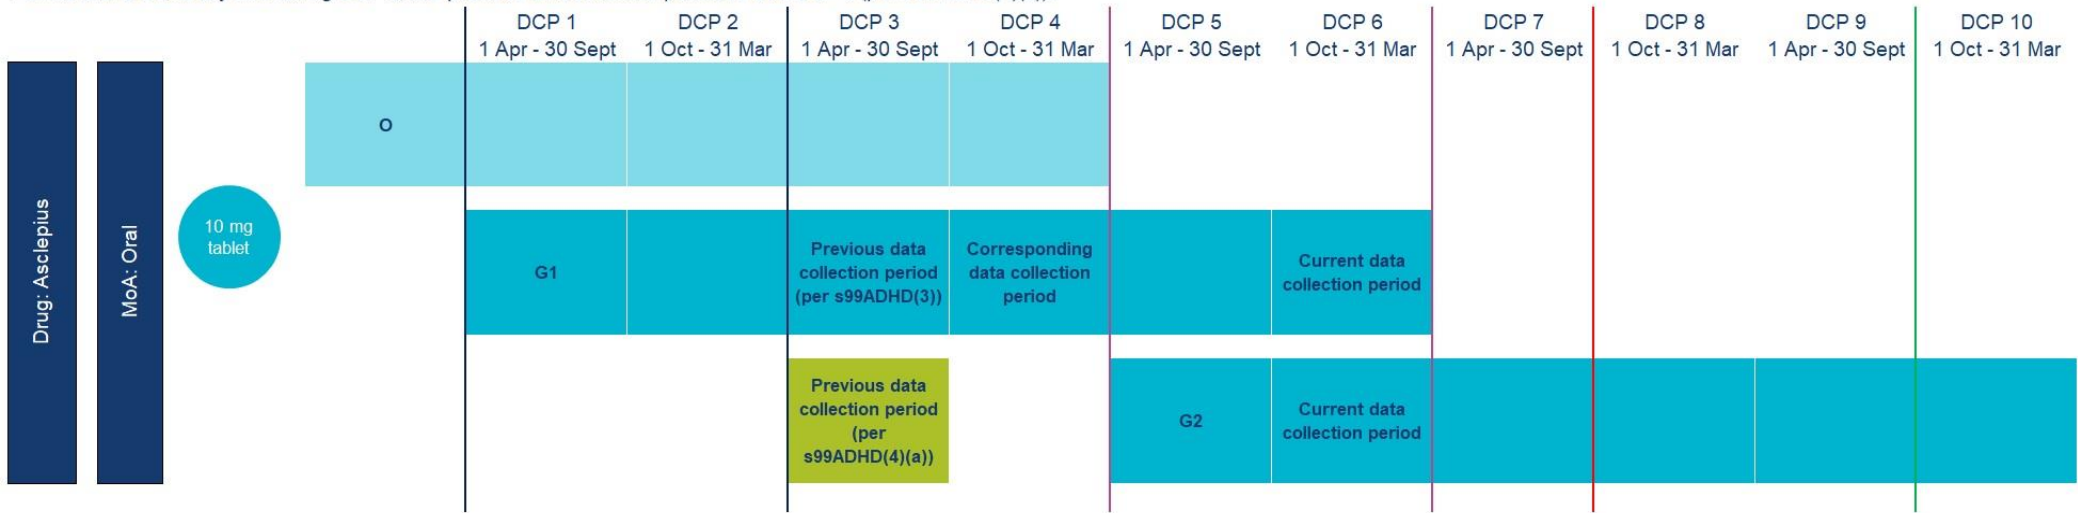 DCP 1
1 Apr - 30 Sept
DCP 2
1 Oct - 31 Mar
DCP 3
1 Apr - 30 Sept
DCP 4
1 Oct - 31 Mar
DCP 5
1 Apr - 30 Sept
DCP 6
1 Oct - 31 Mar
DCP 7
1 Apr - 30 Sept
DCP 8
1 Oct - 31 Mar
DCP 9
1 Apr - 30 Sept
DCP 10
1 Oct - 31 Mar
Drug: Asclepius
MoA: Oral
10 mg
tablet
O
G1
Previous data
collection period
(per s99ADHD(3))
Corresponding
data collection
period
Current data
collection period
Previous data
collection period
(per
s99ADHD(4)(a))
G2
Current data
collection period